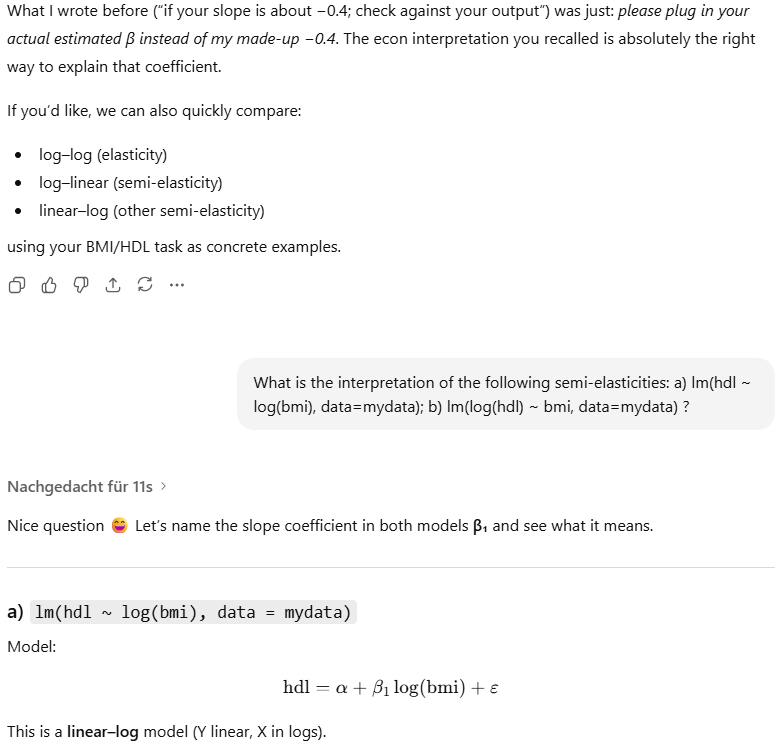 What I wrote before (“if your slope is about −0.4; check against your output”) was just: please plug in your
actual estimated β instead of my made-up −0.4. The econ interpretation you recalled is absolutely the right
way to explain that coefficient.
If you’d like, we can also quickly compare:
• log–log (elasticity)
• log–linear (semi-elasticity)
• linear–log (other semi-elasticity)
using your BMI/HDL task as concrete examples.
What is the interpretation of the following semi-elasticities: a) lm(hdl ~
log(bmi), data=mydata); b) lm(log(hdl) ~ bmi, data=mydata) ?
Nachgedacht für 11s >
Nice question 😄 Let’s name the slope coefficient in both models β₁ and see what it means.
a) lm(hdl ~ log(bmi), data = mydata)
Model:
hdl = α + β₁ log(bmi) + ε
This is a linear–log model (Y linear, X in logs).